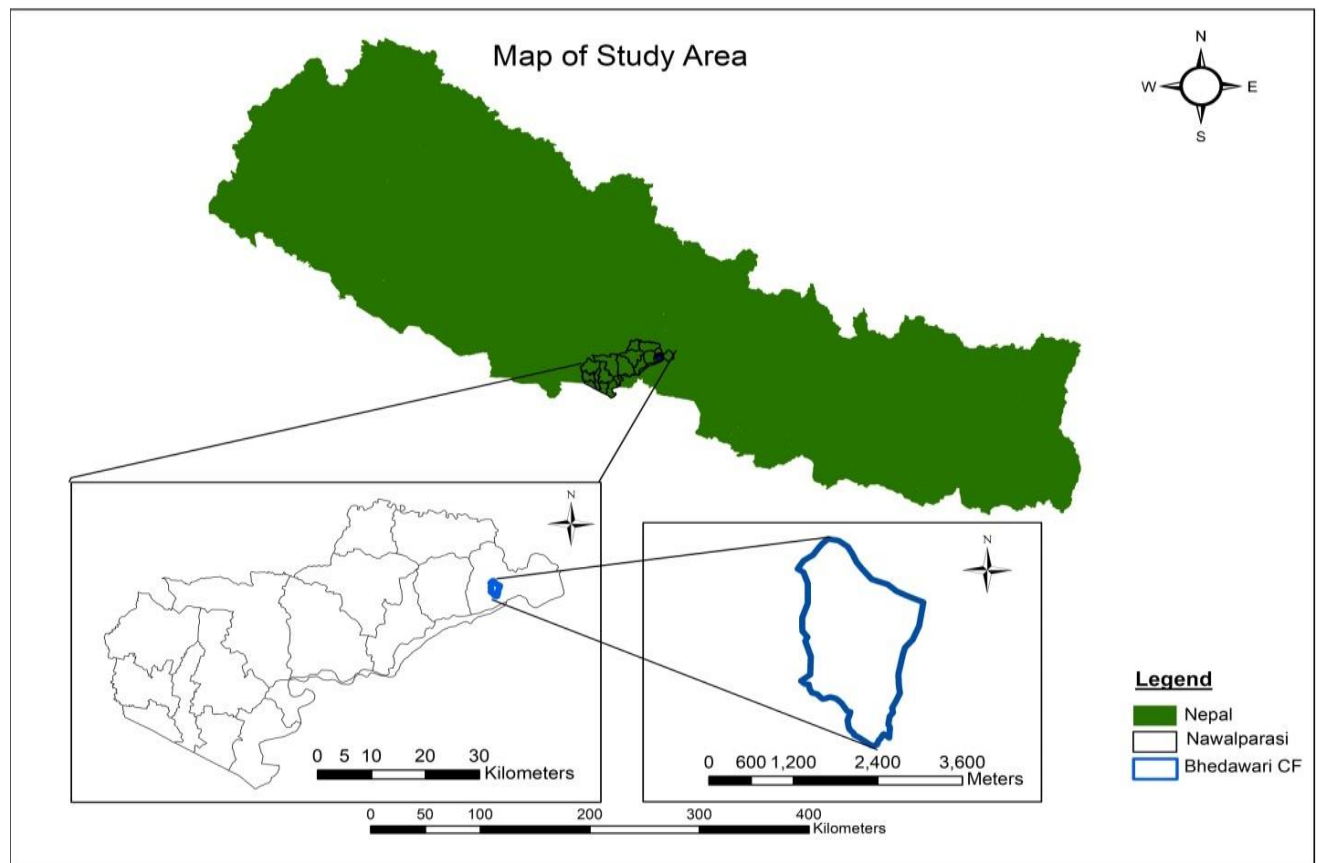 Map of Study Area
N
W E
S
N
N
Legend
Nepal
Nawalparasi
Bhedawari CF
0 5 10 20 30
Kilometers
0 600 1,200 2,400 3,600
Meters
0 50 100 200 300 400
Kilometers